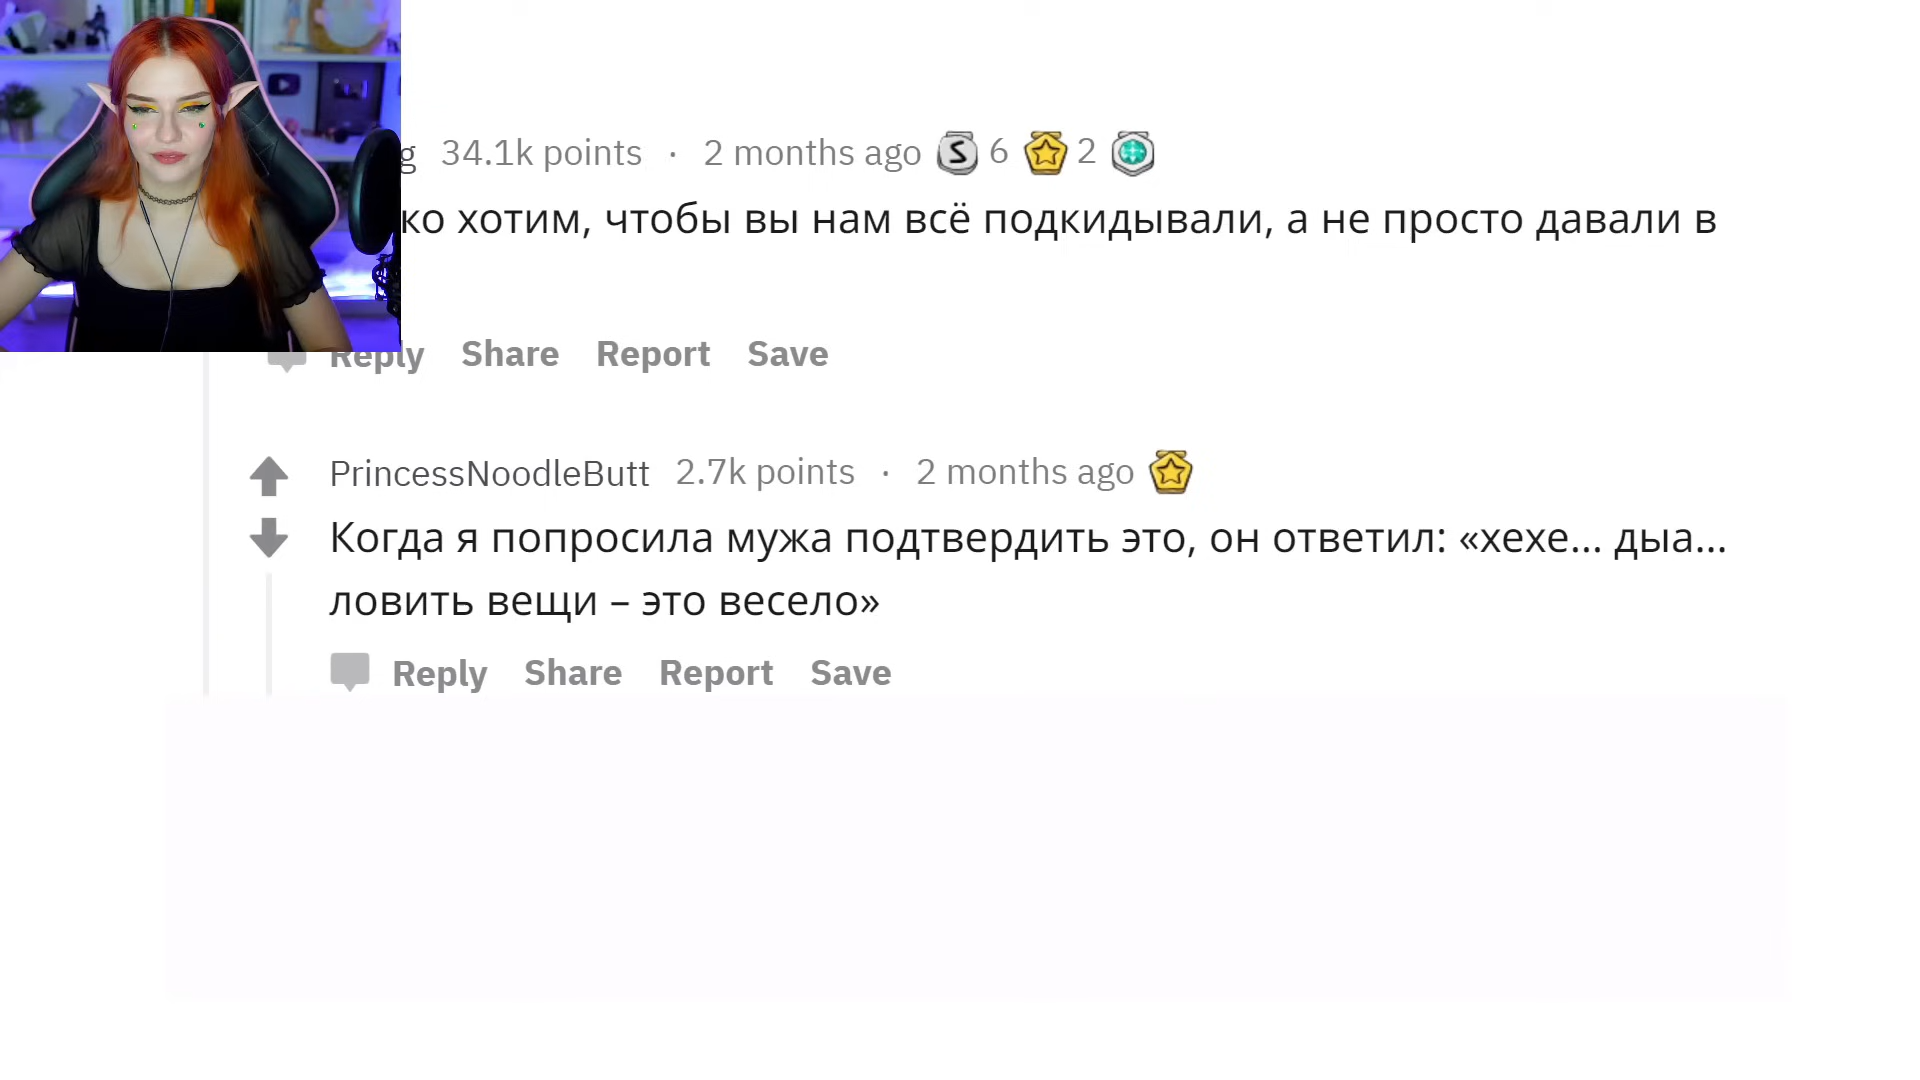 34.1k points · 2 months ago 6 2
хотим, чтобы вы нам всё подкидывали, а не просто давали в
Reply Share Report Save
PrincessNoodleButt 2.7k points · 2 months ago
Когда я попросила мужа подтвердить это, он ответил: «хехе... дыа...
ловить вещи – это весело»
Reply Share Report Save